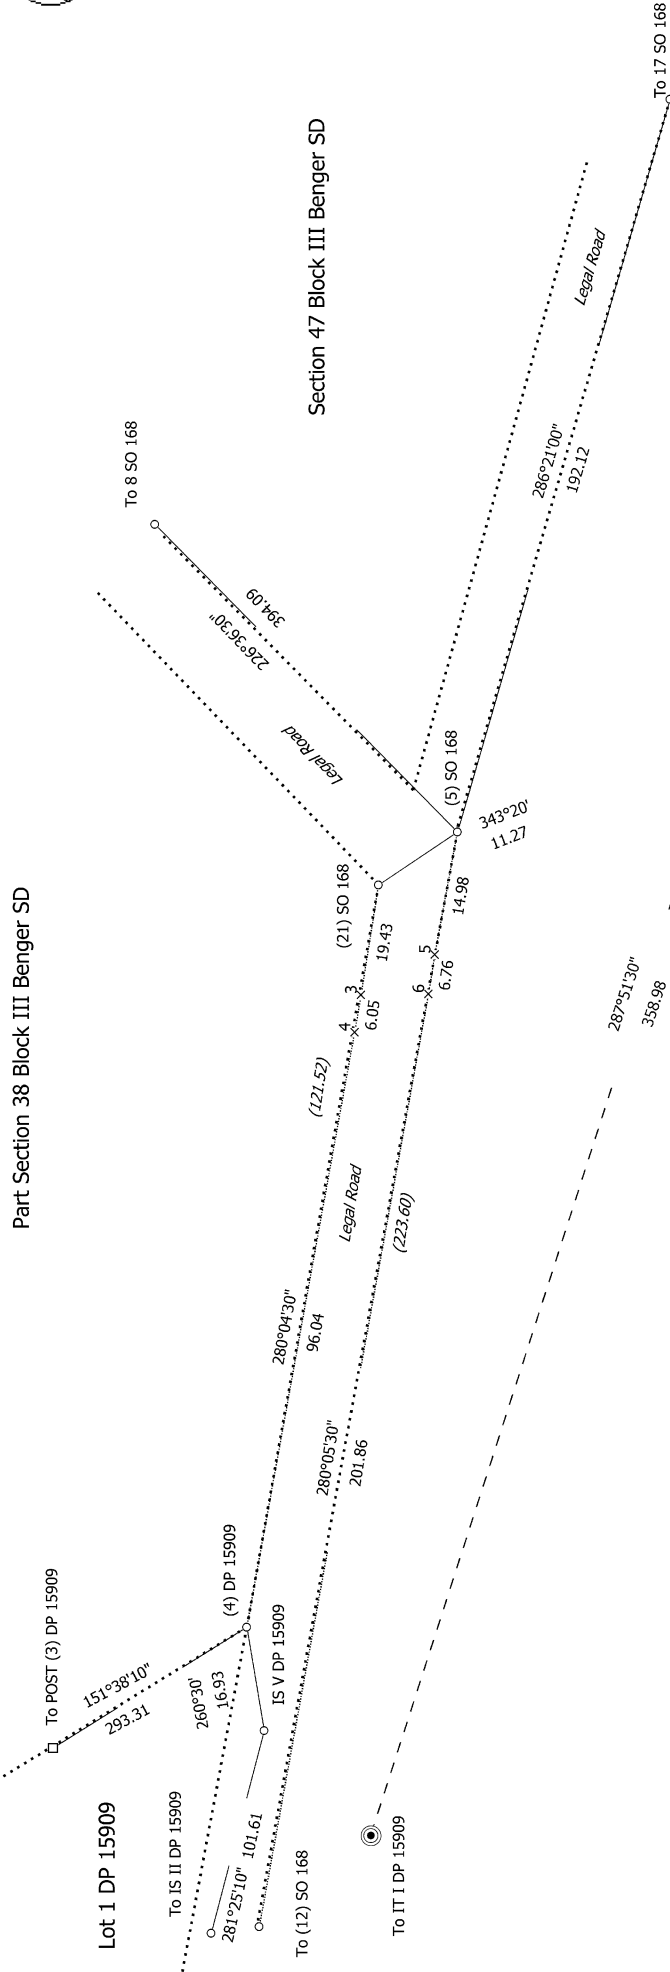 To 17 SO 168
Section 47 Block III Benger SD
Legal Road
To 8 SO 168
286°21'00"
192.12
394.09
226°36'30"
Legal Road
(5) SO 168
343°20'
11.27
Part Section 38 Block III Benger SD
(21) SO 168
19.43
14.98
3
6.05
4
5
6.76
6
287°51'30"
358.98
(121.52)
Legal Road
(223.60)
280°04'30"
96.04
280°05'30"
201.86
(4) DP 15909
To POST (3) DP 15909
151°38'10"
293.31
260°30'
16.93
IS V DP 15909
Lot 1 DP 15909
To IS II DP 15909
281°25'10"
101.61
To (12) SO 168
To IT I DP 15909